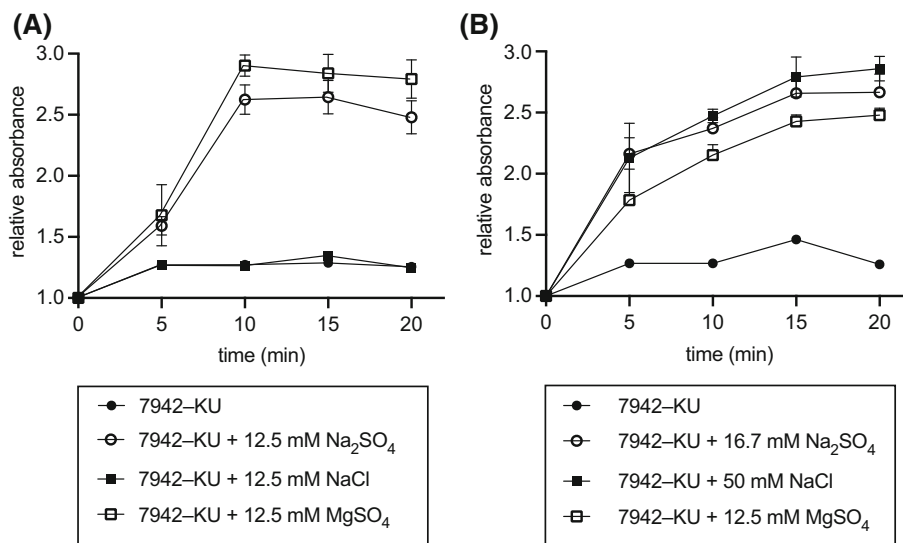 (A)
3.0
2.5
2.0
1.5
1.0
relative absorbance
0 5 10 15 20
time (min)
7942–KU
7942–KU + 12.5 mM Na₂SO₄
7942–KU + 12.5 mM NaCl
7942–KU + 12.5 mM MgSO₄
(B)
3.0
2.5
2.0
1.5
1.0
relative absorbance
0 5 10 15 20
time (min)
7942–KU
7942–KU + 16.7 mM Na₂SO₄
7942–KU + 50 mM NaCl
7942–KU + 12.5 mM MgSO₄